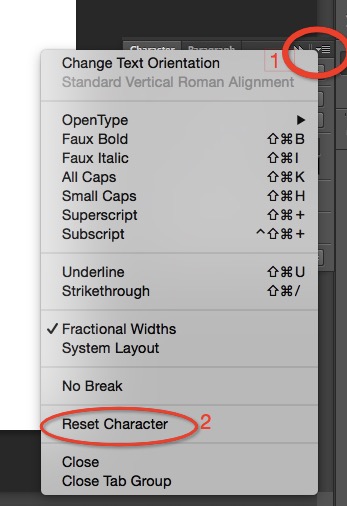 Character Paragraph
1
Change Text Orientation
Standard Vertical Roman Alignment
OpenType ▶
Faux Bold ⇧⌘B
Faux Italic ⇧⌘I
All Caps ⇧⌘K
Small Caps ⇧⌘H
Superscript ⇧⌘+
Subscript ^⇧⌘+
Underline ⇧⌘U
Strikethrough ⇧⌘/
✓ Fractional Widths
System Layout
No Break
Reset Character 2
Close
Close Tab Group